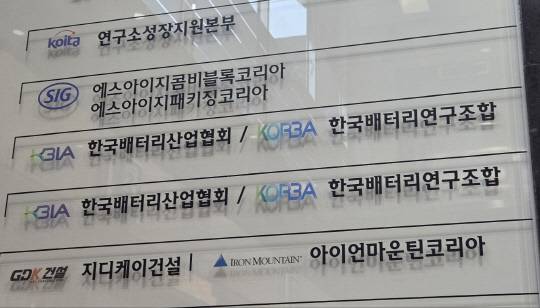 koita 연구소성장지원본부
SIG 에스아이지콤비블록코리아
에스아이지패키징코리아
KBIA 한국배터리산업협회 / KORBA 한국배터리연구조합
KBIA 한국배터리산업협회 / KORBA 한국배터리연구조합
GDK건설 지디케이건설 | IRON MOUNTAIN 아이언마운틴코리아